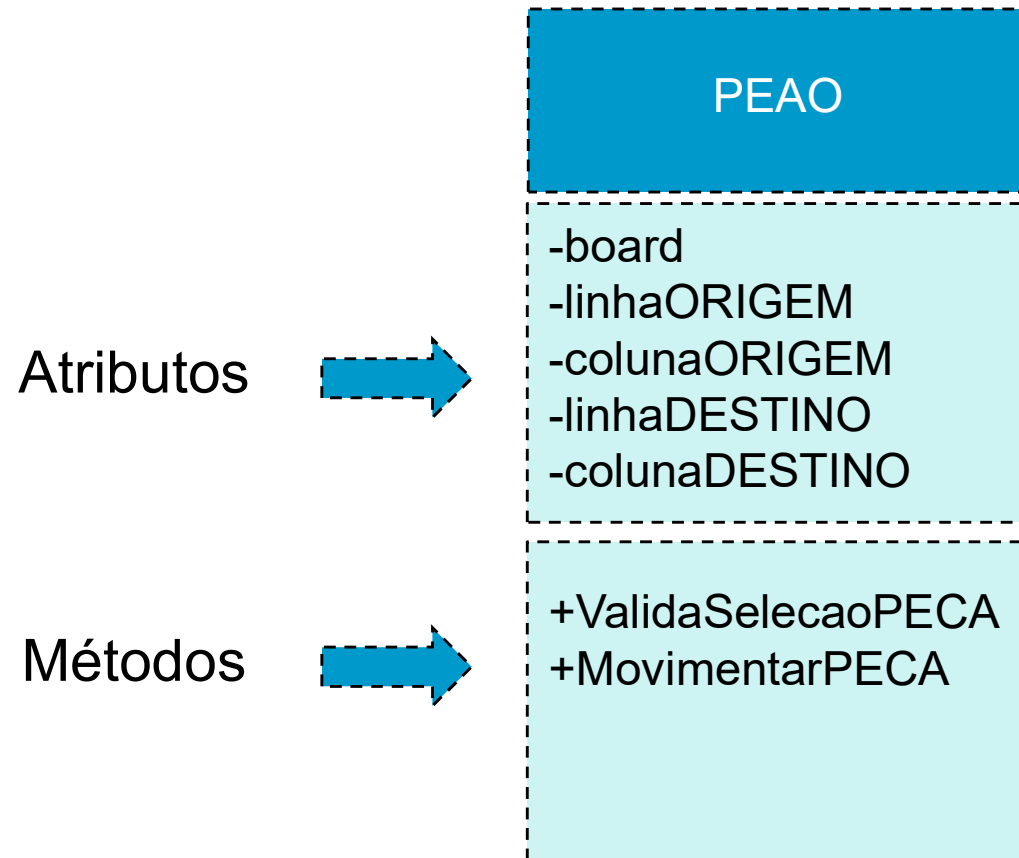 PEAO
Atributos
-board
-linhaORIGEM
-colunaORIGEM
-linhaDESTINO
-colunaDESTINO
Métodos
+ValidaSelecaoPECA
+MovimentarPECA